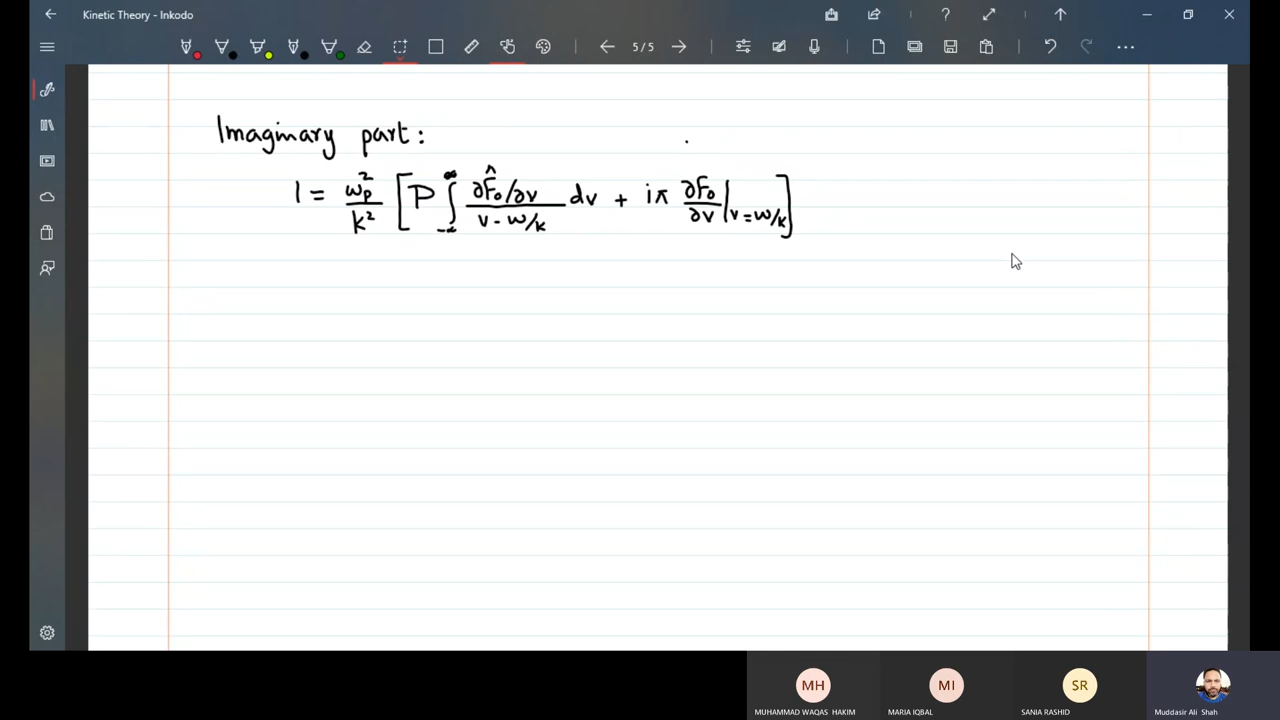 Kinetic Theory - Inkodo
5/5
Imaginary part:
1 = ωp²/k² [P ∫_{-∞}^{∞} (∂F̂₀/∂v)/(v - ω/k) dv + iπ ∂F₀/∂v |_{v = ω/k}]
MH
MI
SR
MUHAMMAD WAQAS HAKIM
MARIA IQBAL
SANIA RASHID
Muddasir Ali Shah